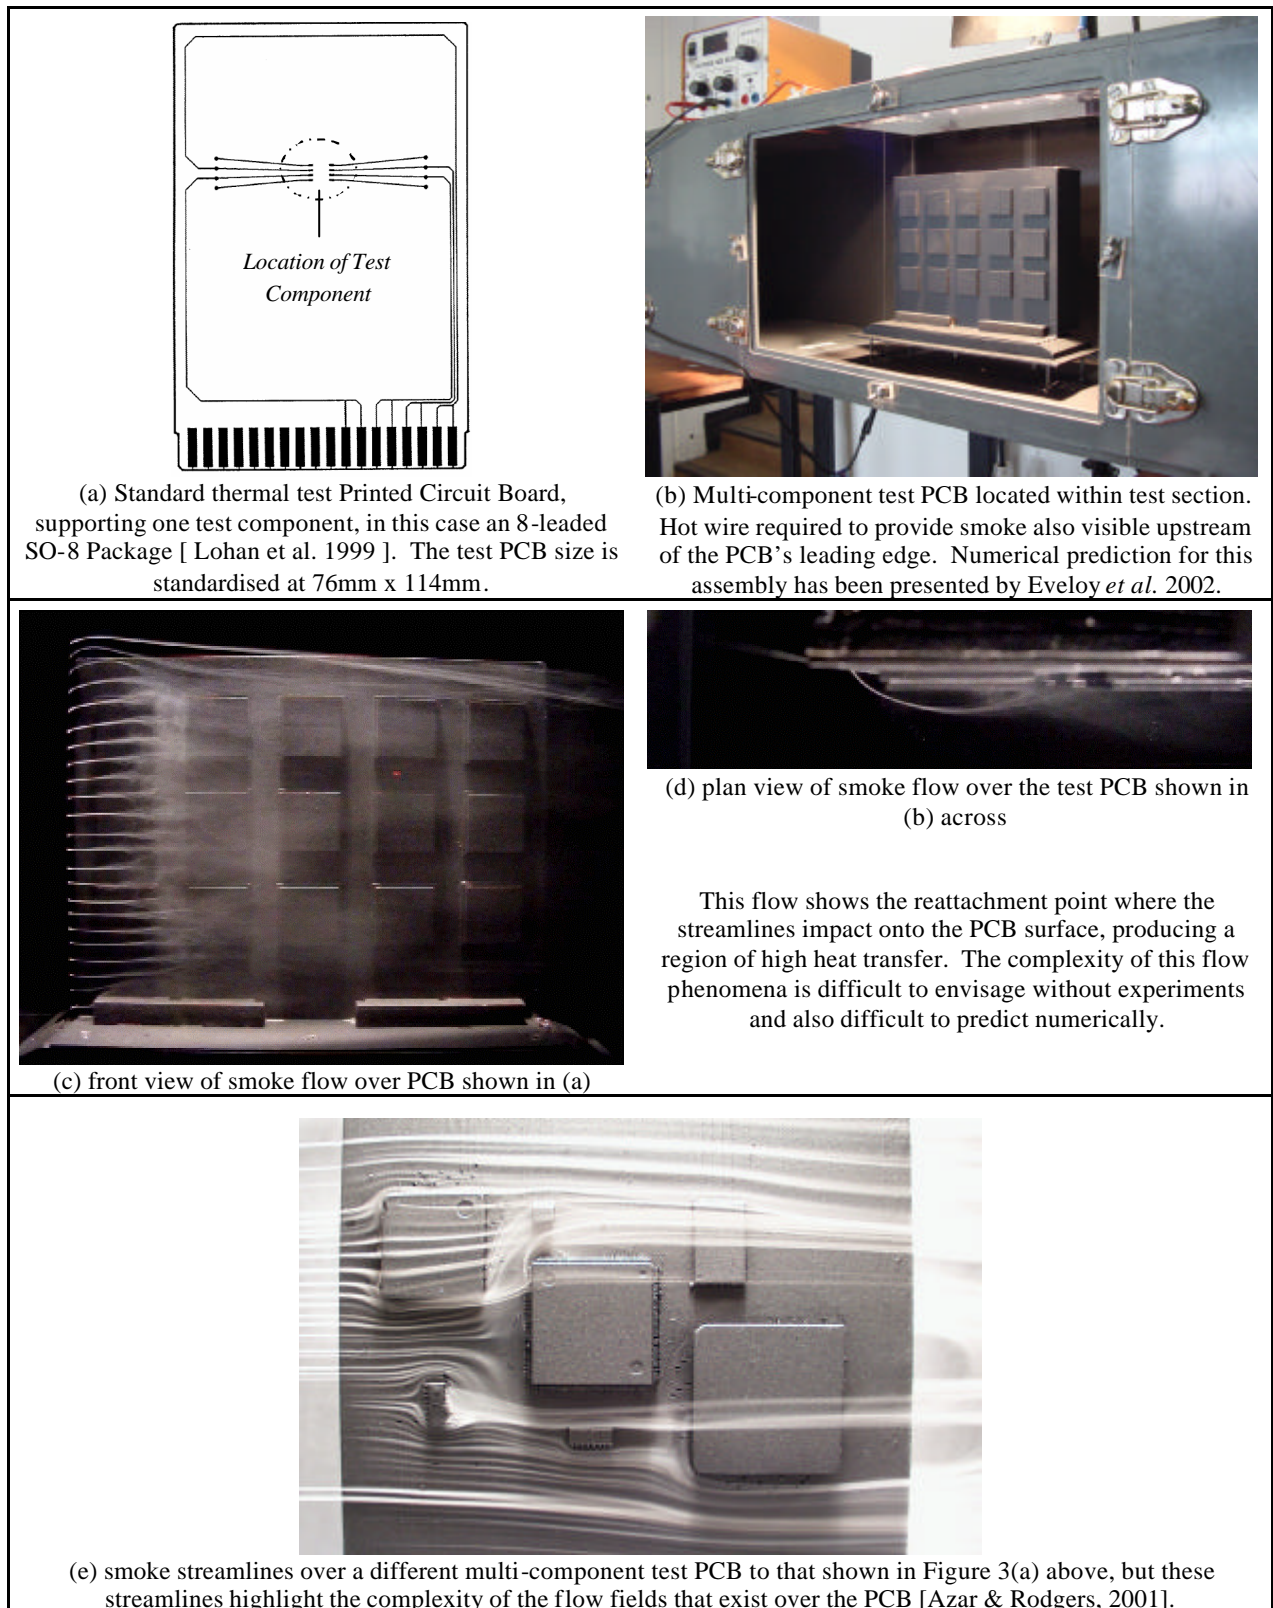 Location of Test
Component
(a) Standard thermal test Printed Circuit Board,
supporting one test component, in this case an 8-leaded
SO-8 Package [ Lohan et al. 1999 ]. The test PCB size is
standardised at 76mm x 114mm.
(b) Multi-component test PCB located within test section.
Hot wire required to provide smoke also visible upstream
of the PCB's leading edge. Numerical prediction for this
assembly has been presented by Eveloy et al. 2002.
(c) front view of smoke flow over PCB shown in (a)
(d) plan view of smoke flow over the test PCB shown in
(b) across
This flow shows the reattachment point where the
streamlines impact onto the PCB surface, producing a
region of high heat transfer. The complexity of this flow
phenomena is difficult to envisage without experiments
and also difficult to predict numerically.
(e) smoke streamlines over a different multi-component test PCB to that shown in Figure 3(a) above, but these
streamlines highlight the complexity of the flow fields that exist over the PCB [Azar & Rodgers, 2001].